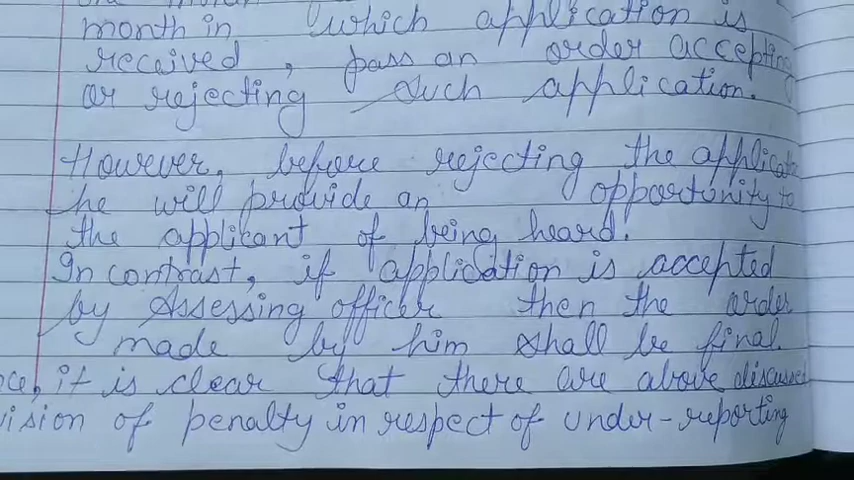 month in which application is
received, pass an order accepting
or rejecting such application.
However, before rejecting the applicatio
he will provide an opportunity to
the applicant of being heard.
In contrast, if application is accepted
by Assessing officer then the order
made by him shall be final.
ce, it is clear that there are above discussed
vision of penalty in respect of under-reporting